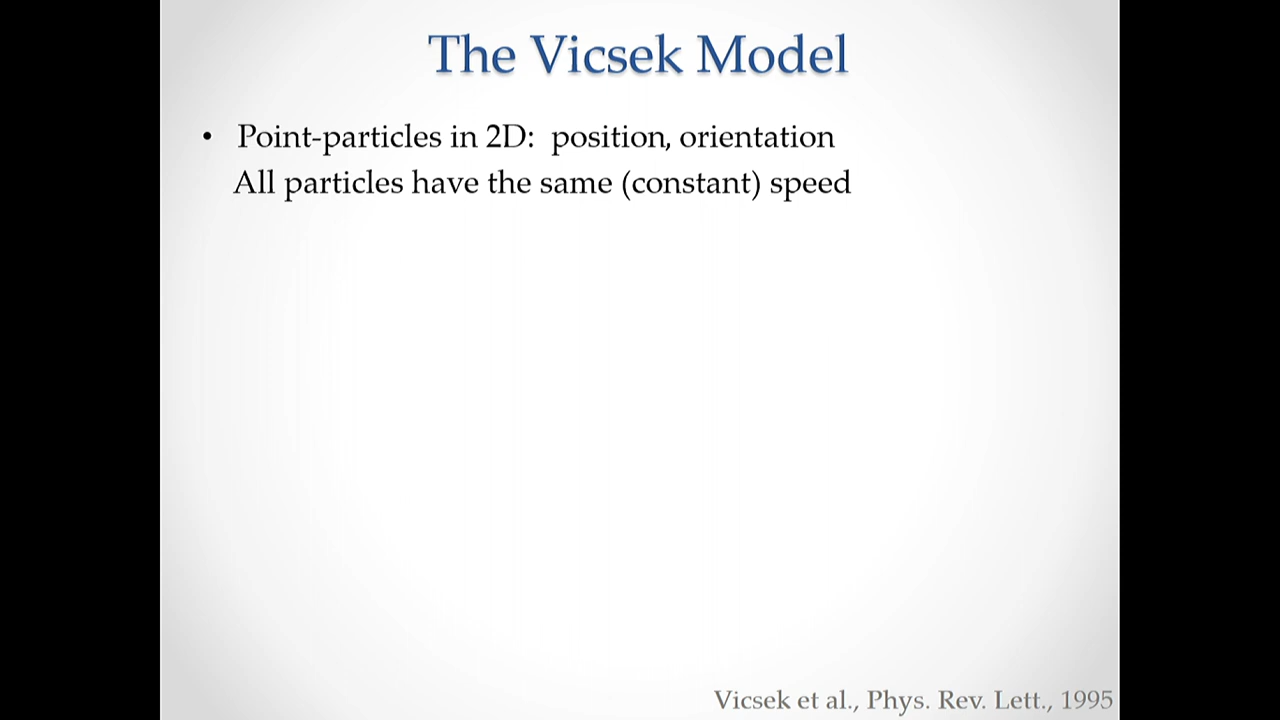 The Vicsek Model
• Point-particles in 2D: position, orientation
All particles have the same (constant) speed
Vicsek et al., Phys. Rev. Lett., 1995